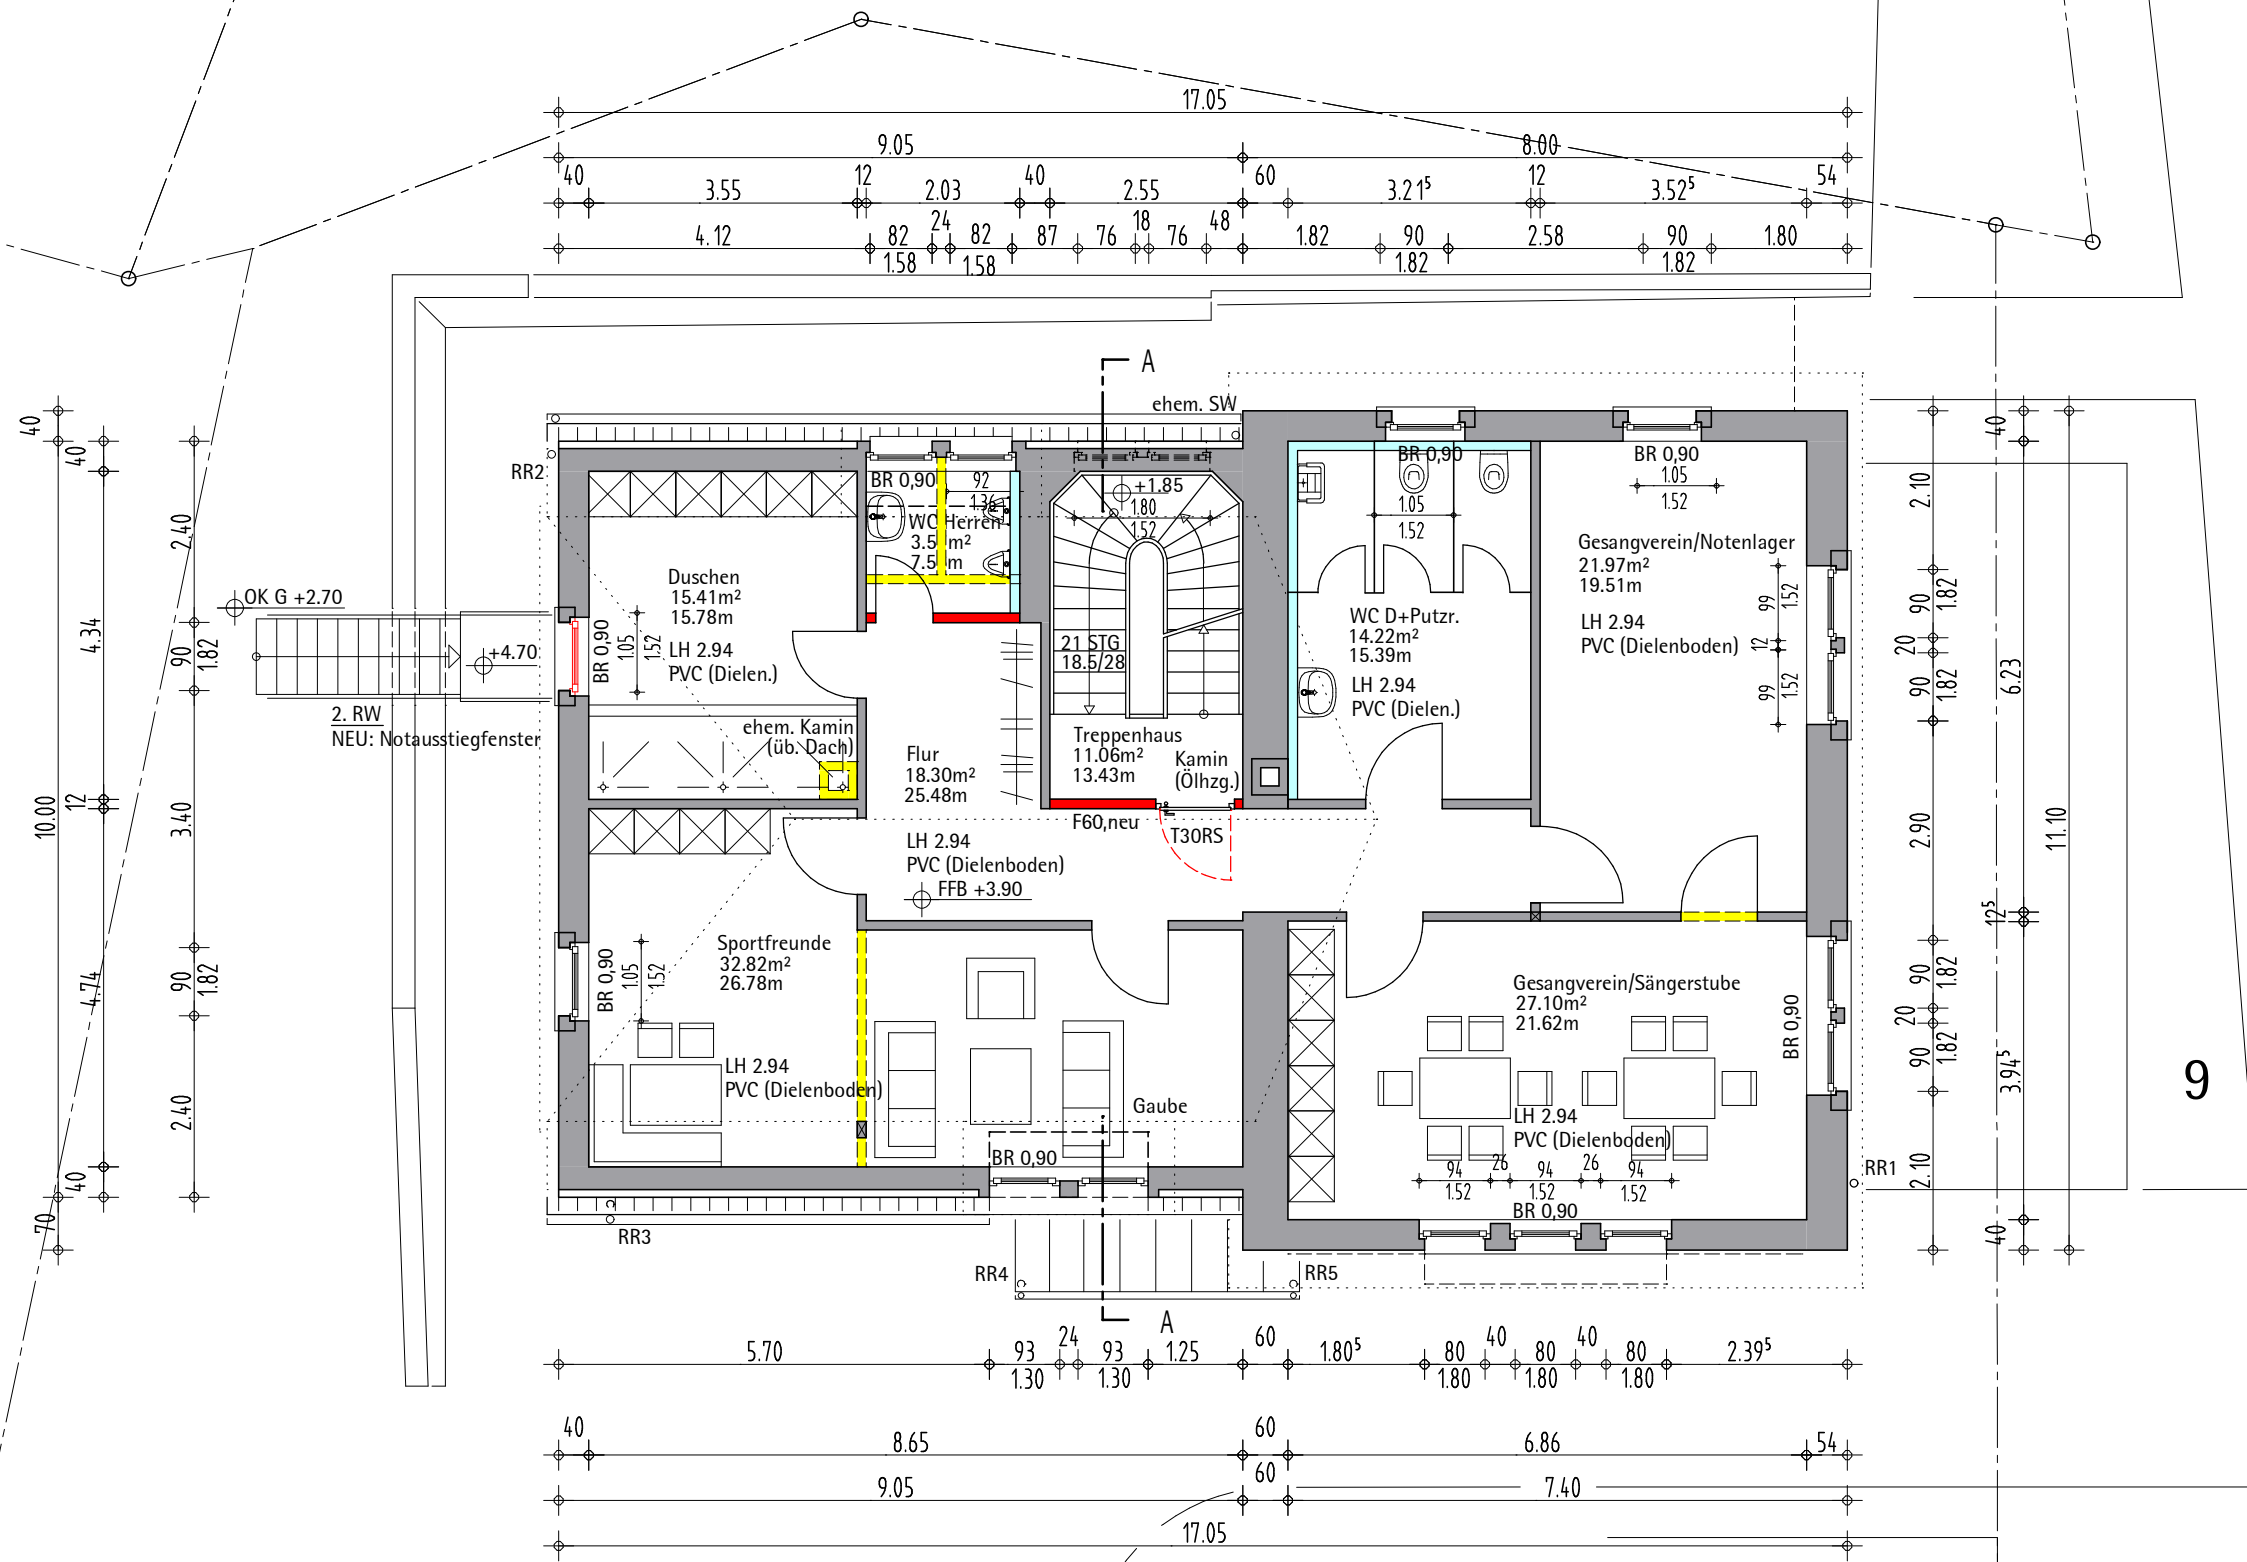 17.05
9.05 8.00
40 3.55 12 2.03 40 2.55 60 3.21⁵ 12 3.52⁵ 54
4.12 82 24 82 87 76 18 76 48 1.82 90 2.58 90 1.80
1.58 1.58 1.82 1.82
A
ehem. SW
RR2
BR 0,90
92
1.36
WC Herren
m²
m
+1.85
1.80
1.52
BR 0,90
1.05
1.52
BR 0,90
1.05
1.52
Gesangverein/Notenlager
21.97m²
19.51m
LH 2.94
PVC (Dielenboden)
99
1.52
12
99
1.52
Duschen
15.41m²
15.78m
LH 2.94
PVC (Dielen.)
BR 0,90
1.05
1.52
OK G +2.70
+4.70
2. RW
NEU: Notausstiegfenster
ehem. Kamin
(üb. Dach)
21 STG
18.5/28
WC D+Putzr.
14.22m²
15.39m
LH 2.94
PVC (Dielen.)
Flur
18.30m²
25.48m
Treppenhaus
11.06m²
13.43m
Kamin
(Ölhzg.)
F60,neu
T30RS
LH 2.94
PVC (Dielenboden)
FFB +3.90
Sportfreunde
32.82m²
26.78m
BR 0,90
1.05
1.52
LH 2.94
PVC (Dielenboden)
Gaube
BR 0,90
Gesangverein/Sängerstube
27.10m²
21.62m
LH 2.94
PVC (Dielenboden)
94 26 94 26 94
1.52 1.52 1.52
BR 0,90
BR 0,90
RR1
RR3
RR4
RR5
A
9
40
10.00
70
40
4.34
12
4.74
40
2.40
90
1.82
3.40
90
1.82
2.40
2.10
90
1.82
20
90
1.82
2.90
90
1.82
20
90
1.82
2.10
40
6.23
12⁵
3.94⁵
40
11.10
5.70 93 24 93 1.25 60 1.80⁵ 80 40 80 40 80 2.39⁵
1.30 1.30 1.80 1.80 1.80
40 8.65 60 6.86 54
9.05 60 7.40
17.05